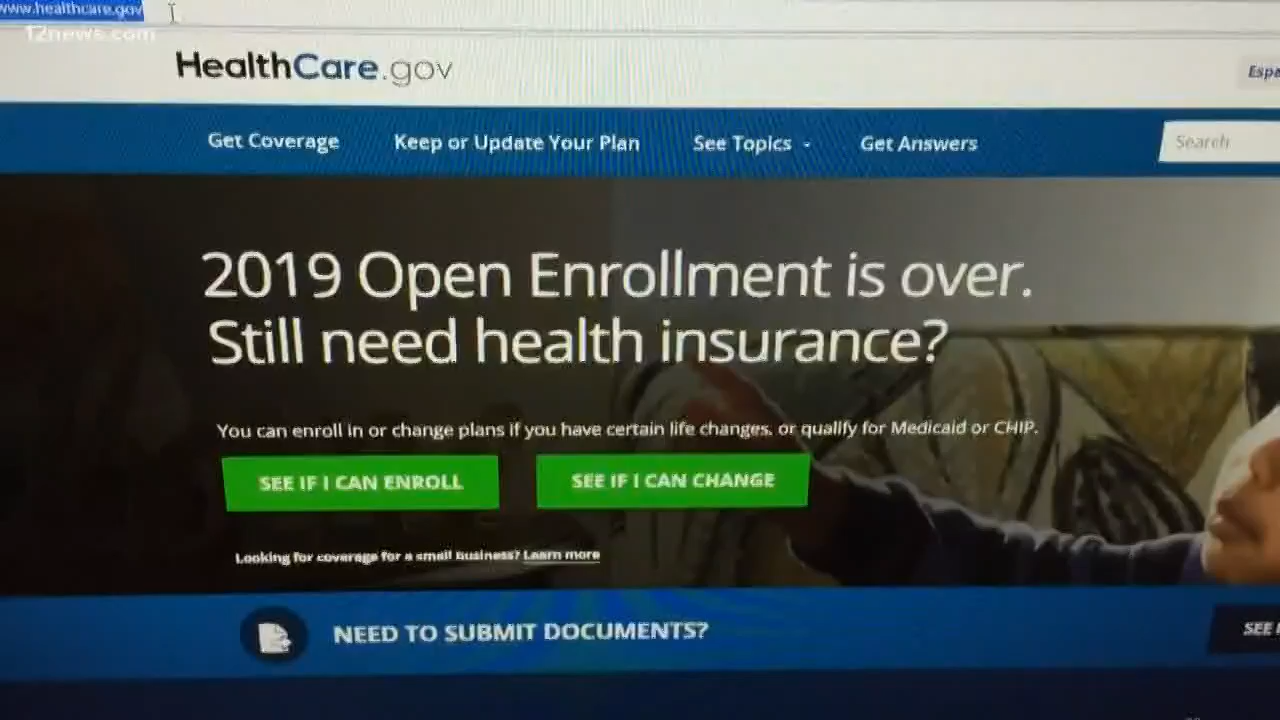 www.healthcare.gov
12news.com
HealthCare.gov
Get Coverage Keep or Update Your Plan See Topics Get Answers Search
2019 Open Enrollment is over.
Still need health insurance?
You can enroll in or change plans if you have certain life changes, or qualify for Medicaid or CHIP.
SEE IF I CAN ENROLL SEE IF I CAN CHANGE
Looking for coverage for a small business? Learn more
NEED TO SUBMIT DOCUMENTS? SEE